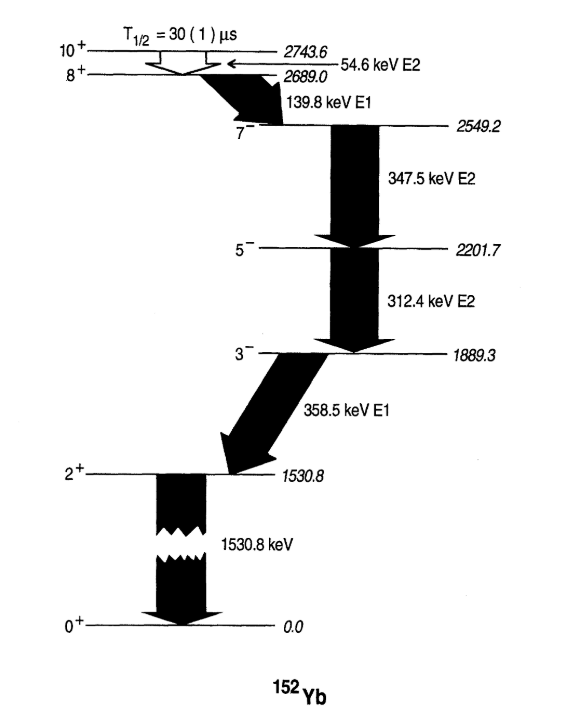 T1/2 = 30 (1) µs
10+ 2743.6
54.6 keV E2
8+ 2689.0
139.8 keV E1
7− 2549.2
347.5 keV E2
5− 2201.7
312.4 keV E2
3− 1889.3
358.5 keV E1
2+ 1530.8
1530.8 keV
0+ 0.0
152Yb